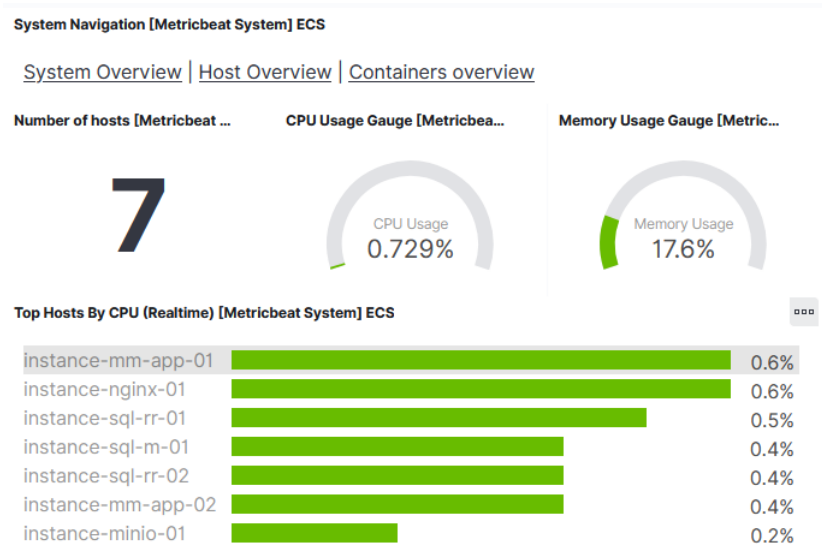 System Navigation [Metricbeat System] ECS
System Overview | Host Overview | Containers overview
Number of hosts [Metricbeat ...
CPU Usage Gauge [Metricbea...
Memory Usage Gauge [Metric...
7
CPU Usage
0.729%
Memory Usage
17.6%
Top Hosts By CPU (Realtime) [Metricbeat System] ECS
instance-mm-app-01 0.6%
instance-nginx-01 0.6%
instance-sql-rr-01 0.5%
instance-sql-m-01 0.4%
instance-sql-rr-02 0.4%
instance-mm-app-02 0.4%
instance-minio-01 0.2%